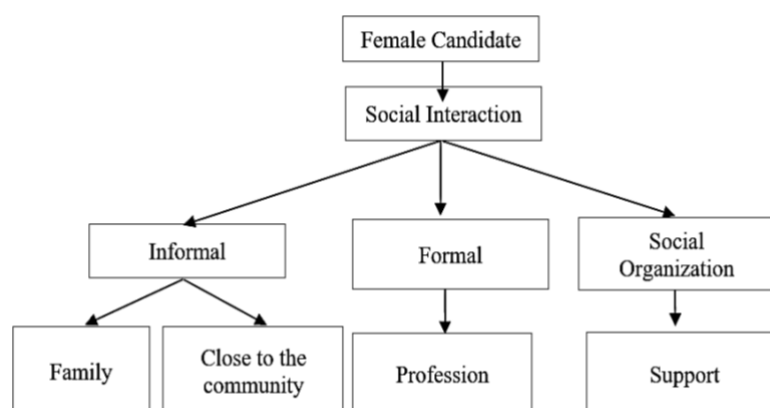 Female Candidate
Social Interaction
Informal
Formal
Social
Organization
Family
Close to the
community
Profession
Support